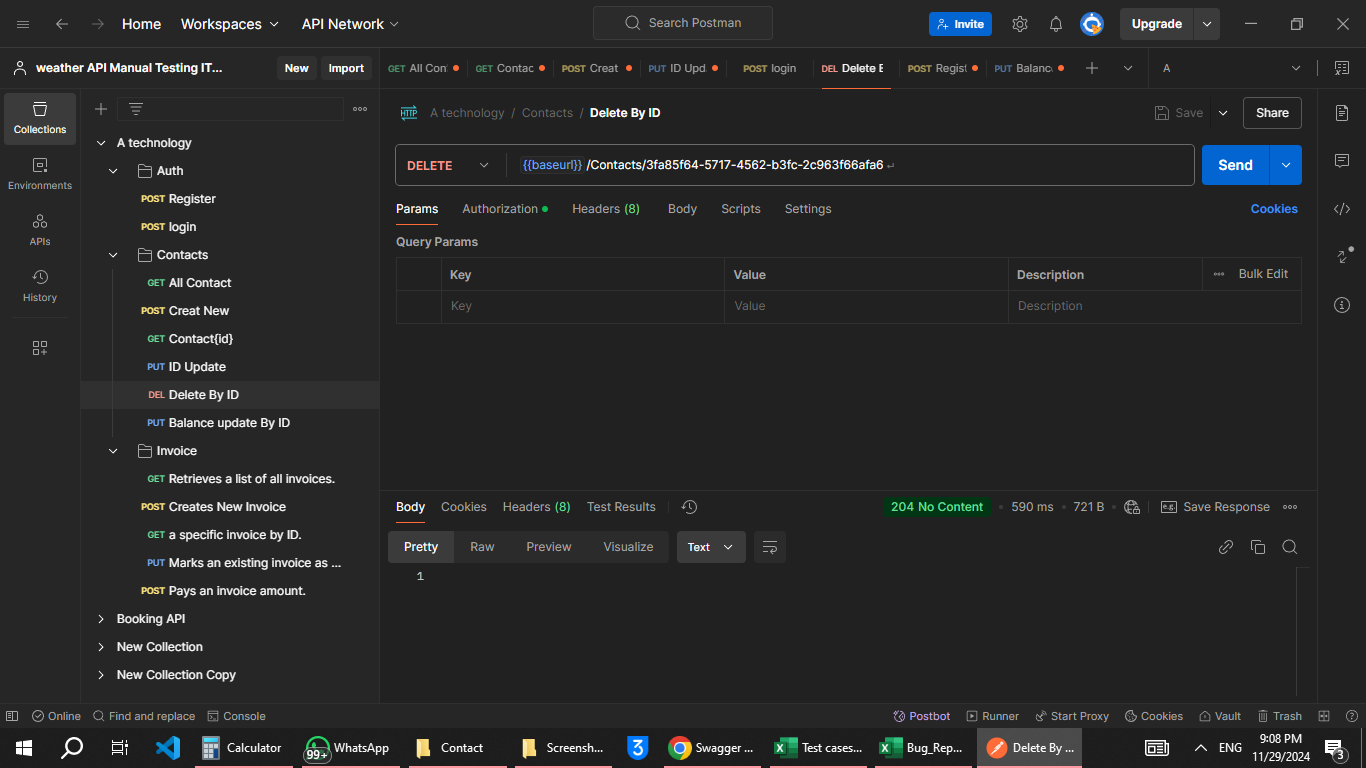 Home Workspaces API Network Search Postman Invite Upgrade
weather API Manual Testing IT... New Import GET All Con POST Contac POST Creat PUT ID Upd. POST login DEL Delete E POST Regist PUT Balanc A
Collections
Environments
APIs
History
A technology
Auth
POST Register
POST login
Contacts
GET All Contact
POST Creat New
GET Contact{id}
PUT ID Update
DEL Delete By ID
PUT Balance update By ID
Invoice
GET Retrieves a list of all invoices.
POST Creates New Invoice
GET a specific invoice by ID.
PUT Marks an existing invoice as ...
POST Pays an invoice amount.
Booking API
New Collection
New Collection Copy
HTTP A technology / Contacts / Delete By ID Save Share
DELETE {{baseurl}} /Contacts/3fa85f64-5717-4562-b3fc-2c963f66afa6 Send
Params Authorization Headers (8) Body Scripts Settings Cookies
Query Params
Key Value Description Bulk Edit
Key Value Description
Body Cookies Headers (8) Test Results 204 No Content 590 ms 721 B e.g. Save Response
Pretty Raw Preview Visualize Text
1
Online Find and replace Console Postbot Runner Start Proxy Cookies Vault Trash
Calculator 99+ WhatsApp Contact Screensh... 3 Swagger ... Test cases... Bug_Rep... Delete By ... ENG 9:08 PM
11/29/2024 3